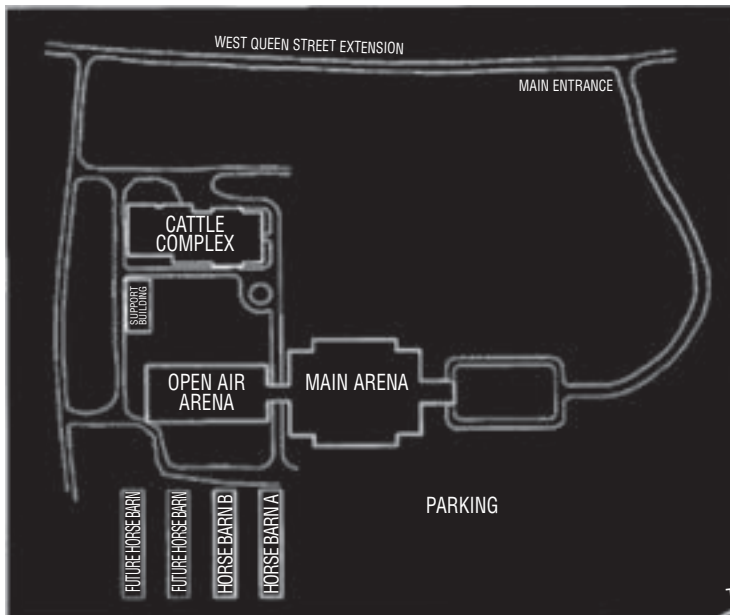 WEST QUEEN STREET EXTENSION
MAIN ENTRANCE
CATTLE
COMPLEX
SUPPORT
BUILDING
OPEN AIR
ARENA
MAIN ARENA
FUTURE HORSE BARN
FUTURE HORSE BARN
HORSE BARN B
HORSE BARN A
PARKING